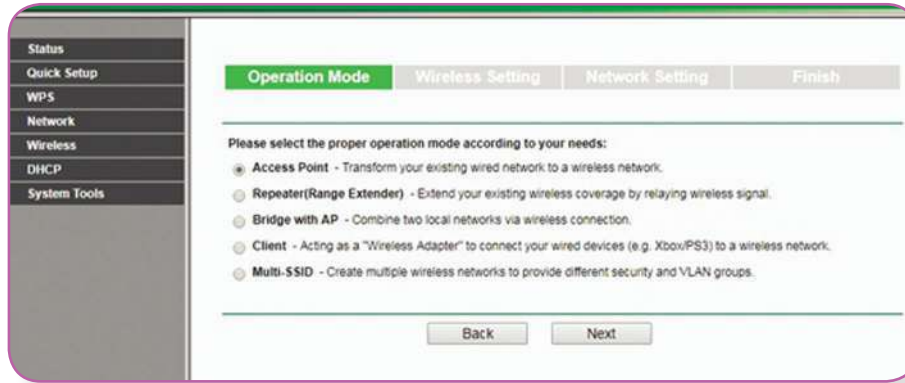 Status
Quick Setup
WPS
Network
Wireless
DHCP
System Tools
Operation Mode Wireless Setting Network Setting Finish
Please select the proper operation mode according to your needs:
Access Point - Transform your existing wired network to a wireless network.
Repeater(Range Extender) - Extend your existing wireless coverage by relaying wireless signal.
Bridge with AP - Combine two local networks via wireless connection.
Client - Acting as a "Wireless Adapter" to connect your wired devices (e.g. Xbox/PS3) to a wireless network.
Multi-SSID - Create multiple wireless networks to provide different security and VLAN groups.
Back Next